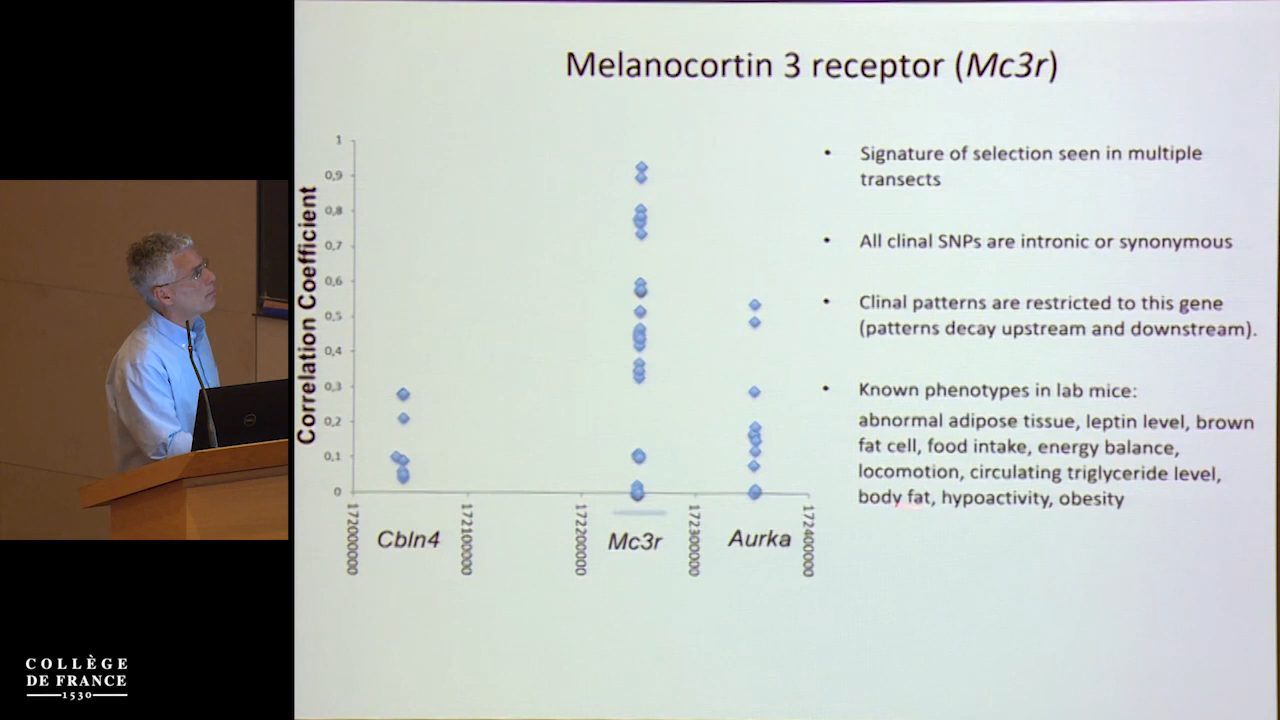 Melanocortin 3 receptor (Mc3r)
Correlation Coefficient
1
0,9
0,8
0,7
0,6
0,5
0,4
0,3
0,2
0,1
0
172000000
172100000
172200000
172300000
172400000
Cbln4
Mc3r
Aurka
• Signature of selection seen in multiple
transects
• All clinal SNPs are intronic or synonymous
• Clinal patterns are restricted to this gene
(patterns decay upstream and downstream).
• Known phenotypes in lab mice:
abnormal adipose tissue, leptin level, brown
fat cell, food intake, energy balance,
locomotion, circulating triglyceride level,
body fat, hypoactivity, obesity
DELL
COLLÈGE
DE FRANCE
1530